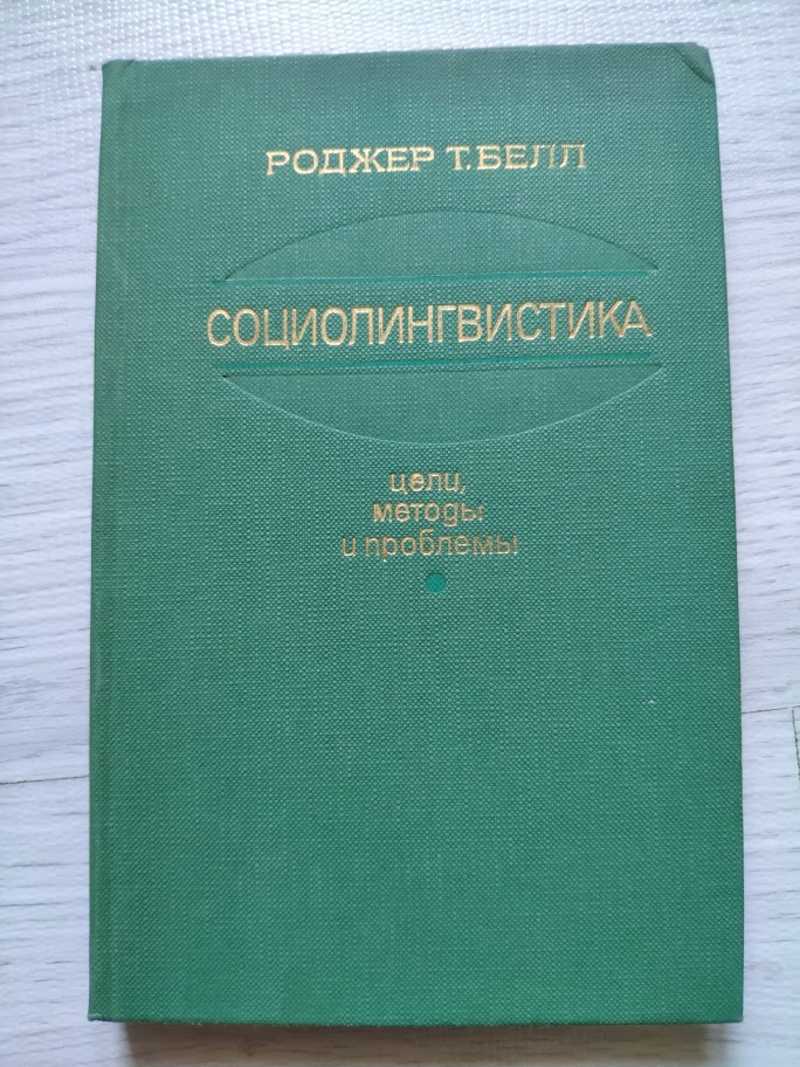 РОДЖЕР Т. БЕЛЛ
СОЦИОЛИНГВИСТИКА
цели,
методы
и проблемы